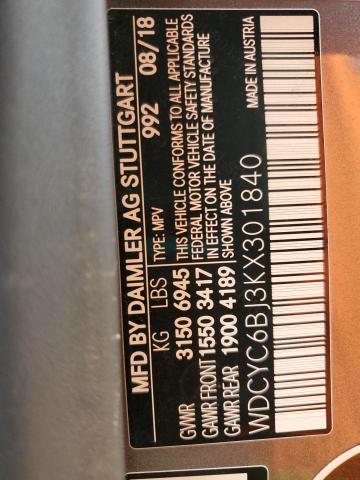 MFD BY DAIMLER AG STUTTGART
KG LBS TYPE: MPV 992 08/18
GVWR 3150 6945 THIS VEHICLE CONFORMS TO ALL APPLICABLE
GAWR FRONT 1550 3417 FEDERAL MOTOR VEHICLE SAFETY STANDARDS
GAWR REAR 1900 4189 IN EFFECT ON THE DATE OF MANUFACTURE
SHOWN ABOVE
WDCYC6BJ3KX301840
MADE IN AUSTRIA